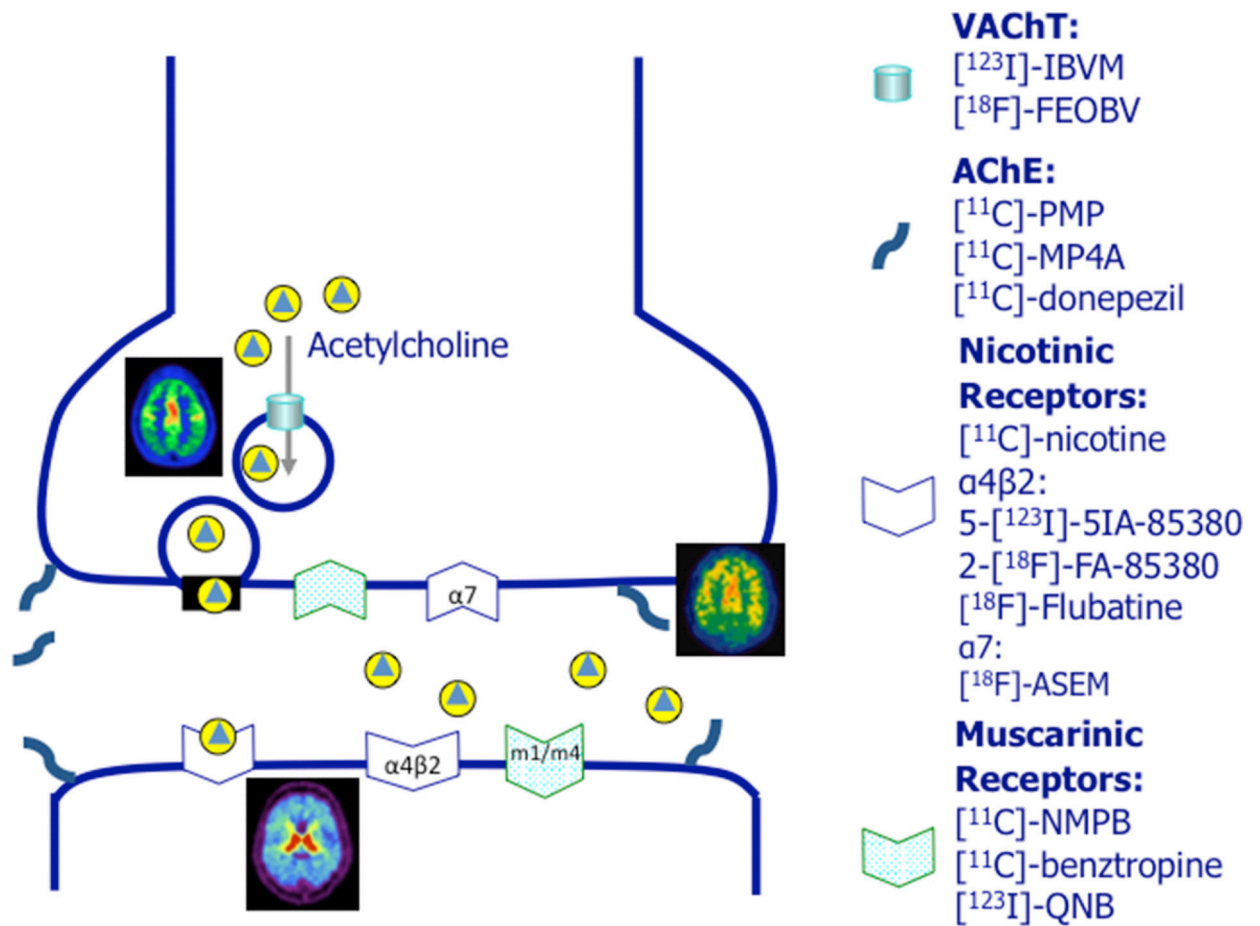 Acetylcholine
α7
α4β2
m1/m4
VAChT:
[¹²³I]-IBVM
[¹⁸F]-FEOBV
AChE:
[¹¹C]-PMP
[¹¹C]-MP4A
[¹¹C]-donepezil
Nicotinic
Receptors:
[¹¹C]-nicotine
α4β2:
5-[¹²³I]-5IA-85380
2-[¹⁸F]-FA-85380
[¹⁸F]-Flubatine
α7:
[¹⁸F]-ASEM
Muscarinic
Receptors:
[¹¹C]-NMPB
[¹¹C]-benztropine
[¹²³I]-QNB